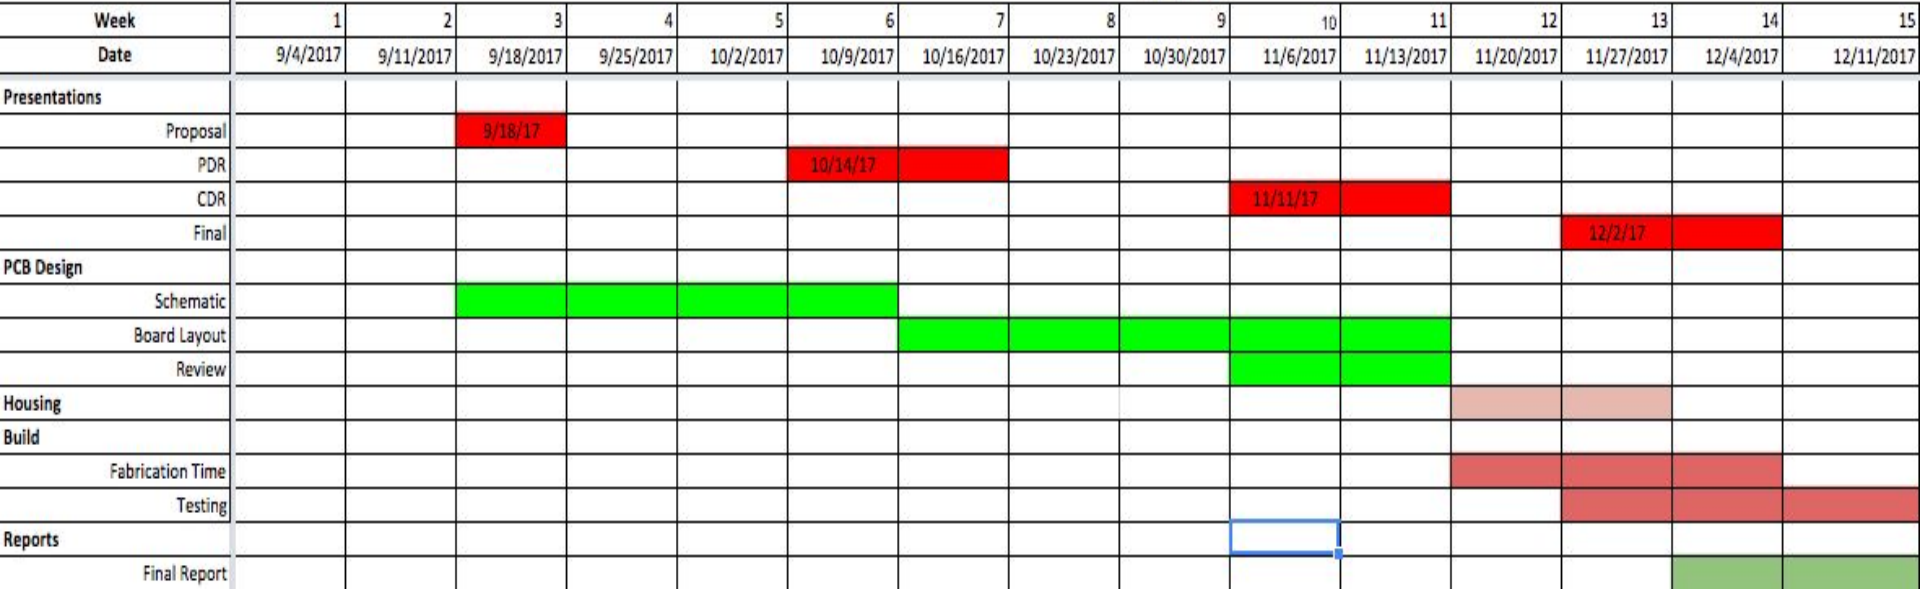 Week 1 2 3 4 5 6 7 8 9 10 11 12 13 14 15
Date 9/4/2017 9/11/2017 9/18/2017 9/25/2017 10/2/2017 10/9/2017 10/16/2017 10/23/2017 10/30/2017 11/6/2017 11/13/2017 11/20/2017 11/27/2017 12/4/2017 12/11/2017
Presentations
Proposal 9/18/17
PDR 10/14/17
CDR 11/11/17
Final 12/2/17
PCB Design
Schematic
Board Layout
Review
Housing
Build
Fabrication Time
Testing
Reports
Final Report